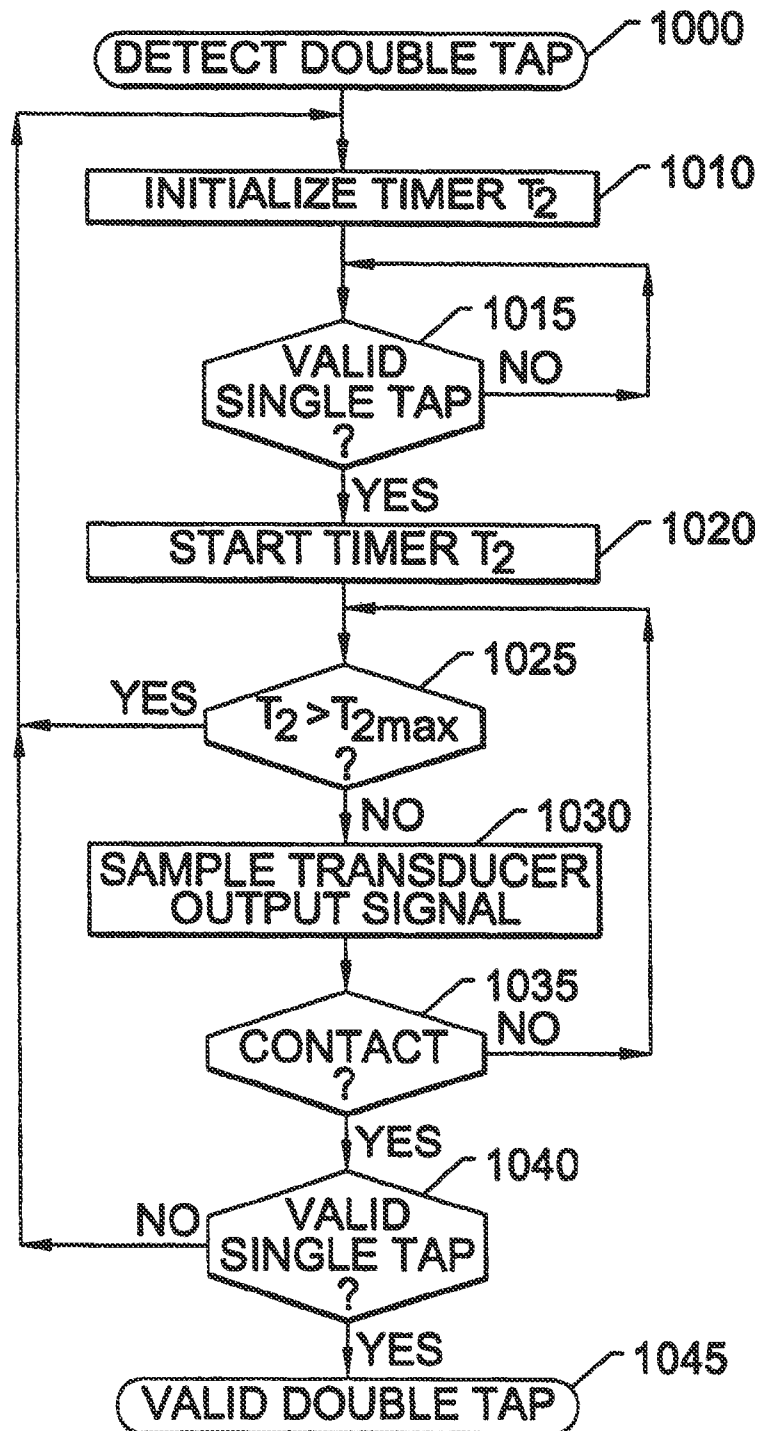 DETECT DOUBLE TAP
1000
INITIALIZE TIMER T2
1010
1015
VALID
SINGLE TAP
?
NO
YES
START TIMER T2
1020
1025
YES
T2 > T2max
?
NO
1030
SAMPLE TRANSDUCER
OUTPUT SIGNAL
1035
CONTACT
?
NO
YES
1040
NO
VALID
SINGLE TAP
?
YES
1045
VALID DOUBLE TAP